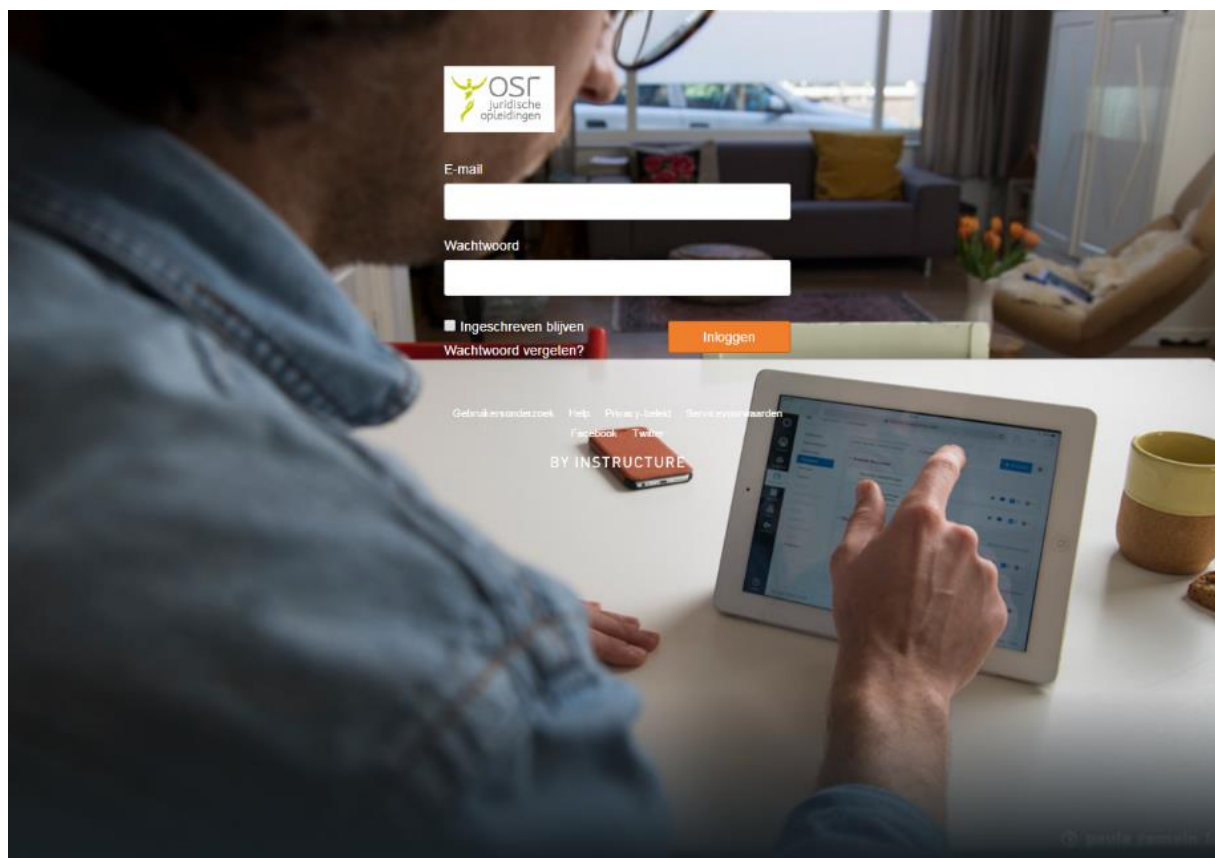 osr
juridische
opleidingen
E-mail
Wachtwoord
Ingeschreven blijven
Inloggen
Wachtwoord vergeten?
Gebruikersonderzoek Help Privacy-beleid Servicevoorwaarden
Facebook Twitter
BY INSTRUCTURE